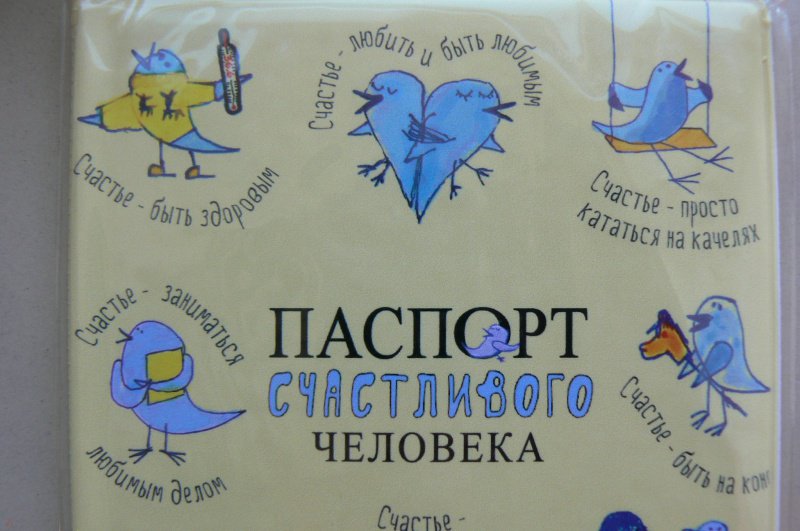 Счастье - быть здоровым
Счастье - любить и быть любимым
Счастье - просто
кататься на качелях
Счастье - заниматься
любимым делом
ПАСПОРТ
СЧАСТЛИВОГО
ЧЕЛОВЕКА
Счастье - быть на коне
Счастье -